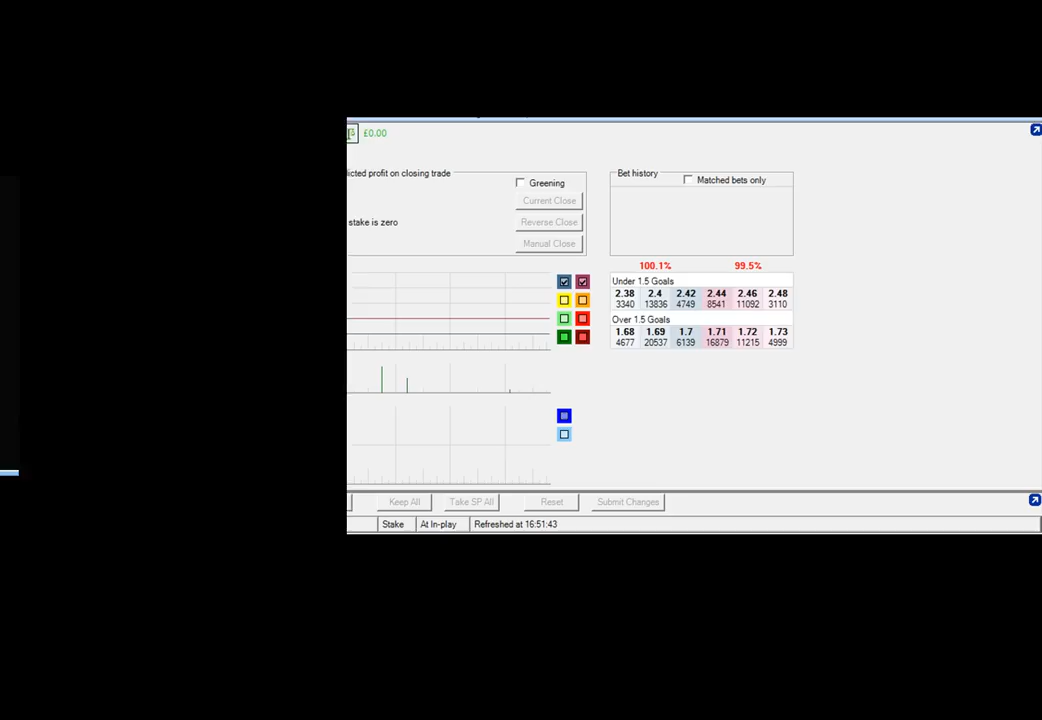 £0.00
licted profit on closing trade
Greening
Current Close
stake is zero
Reverse Close
Manual Close
Bet history
Matched bets only
100.1% 99.5%
Under 1.5 Goals
2.38 2.4 2.42 2.44 2.46 2.48
3340 13836 4749 8541 11092 3110
Over 1.5 Goals
1.68 1.69 1.7 1.71 1.72 1.73
4677 20537 6139 16879 11215 4999
Keep All Take SP All Reset Submit Changes
Stake At In-play Refreshed at 16:51:43